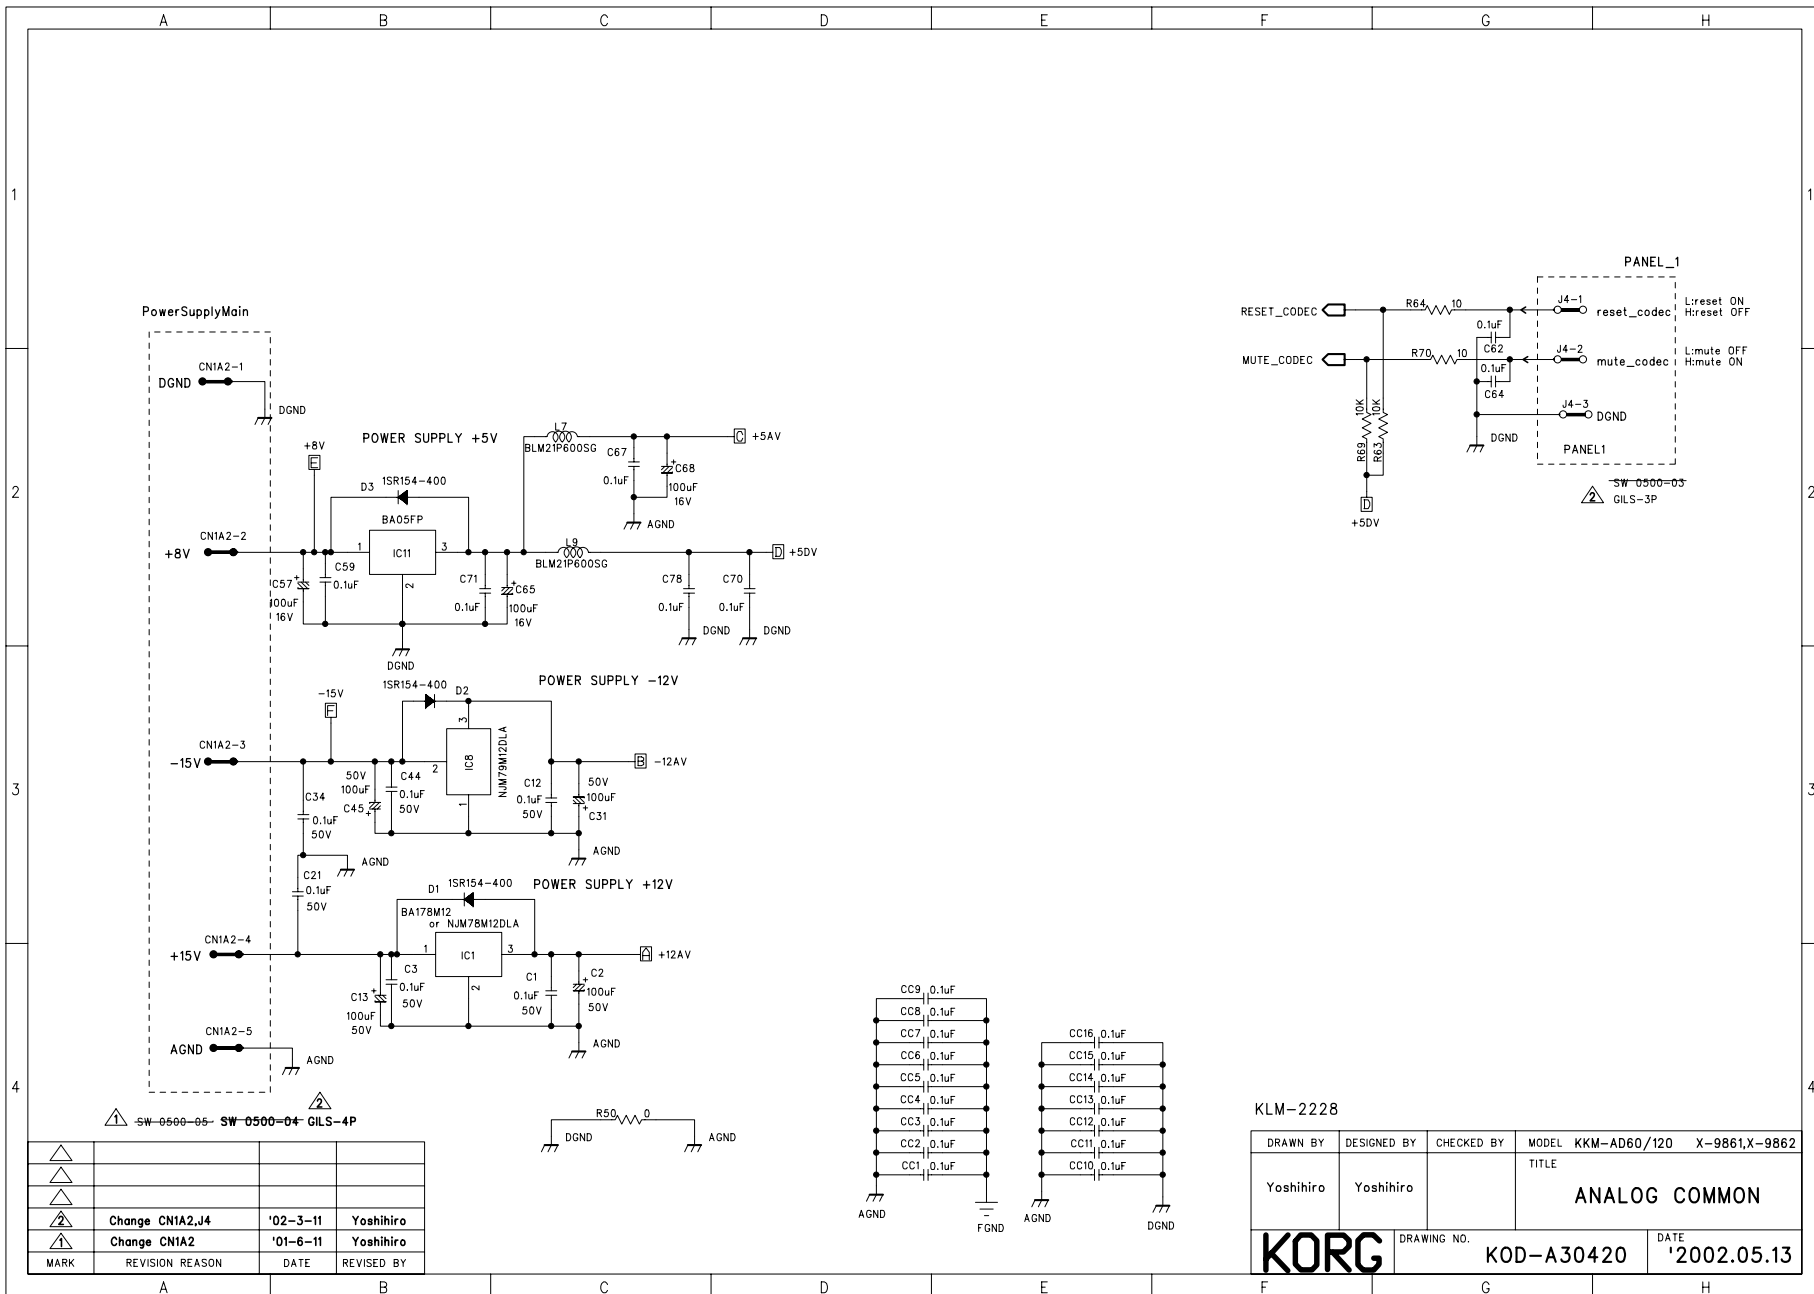 A B C D E F G H
1 1
2 2
3 3
4 4
PowerSupplyMain
CN1A2-1
DGND
DGND
+8V
E
POWER SUPPLY +5V
D3 1SR154-400
BA05FP
CN1A2-2
+8V
1 IC11 3
2
C57
100uF
16V
C59
0.1uF
C71
0.1uF
C65
100uF
16V
DGND
L7
BLM21P600SG
C67
0.1uF
C68
100uF
16V
AGND
C +5AV
L9
BLM21P600SG
C78
0.1uF
DGND
C70
0.1uF
DGND
D +5DV
POWER SUPPLY -12V
1SR154-400 D2
-15V
F
CN1A2-3
-15V
3
2 IC8
1
NJM79M12DLA
C34
0.1uF
50V
50V
100uF
C45
C44
0.1uF
50V
C12
0.1uF
50V
50V
100uF
C31
B -12AV
AGND
AGND
C21
0.1uF
50V
POWER SUPPLY +12V
D1 1SR154-400
BA178M12
or NJM78M12DLA
CN1A2-4
+15V
1 IC1 3
2
C13
100uF
50V
C3
0.1uF
50V
C1
0.1uF
50V
C2
100uF
50V
A +12AV
AGND
CN1A2-5
AGND
AGND
1 SW 0500-05 SW 0500-04 2 GILS-4P
R50 0
DGND
AGND
CC9 0.1uF
CC8 0.1uF
CC7 0.1uF
CC6 0.1uF
CC5 0.1uF
CC4 0.1uF
CC3 0.1uF
CC2 0.1uF
CC1 0.1uF
AGND
FGND
CC16 0.1uF
CC15 0.1uF
CC14 0.1uF
CC13 0.1uF
CC12 0.1uF
CC11 0.1uF
CC10 0.1uF
AGND
DGND
PANEL_1
RESET_CODEC
R64 10
J4-1
reset_codec
L:reset ON
H:reset OFF
0.1uF
C62
MUTE_CODEC
R70 10
J4-2
mute_codec
L:mute OFF
H:mute ON
0.1uF
C64
R69 10K
R63 10K
J4-3
DGND
DGND
PANEL1
D
+5DV
SW 0500-03
2 GILS-3P
2 Change CN1A2,J4 '02-3-11 Yoshihiro
1 Change CN1A2 '01-6-11 Yoshihiro
MARK REVISION REASON DATE REVISED BY
KLM-2228
DRAWN BY DESIGNED BY CHECKED BY MODEL KKM-AD60/120 X-9861,X-9862
Yoshihiro Yoshihiro
TITLE
ANALOG COMMON
KORG
DRAWING NO. KOD-A30420
DATE '2002.05.13
A B C D E F G H